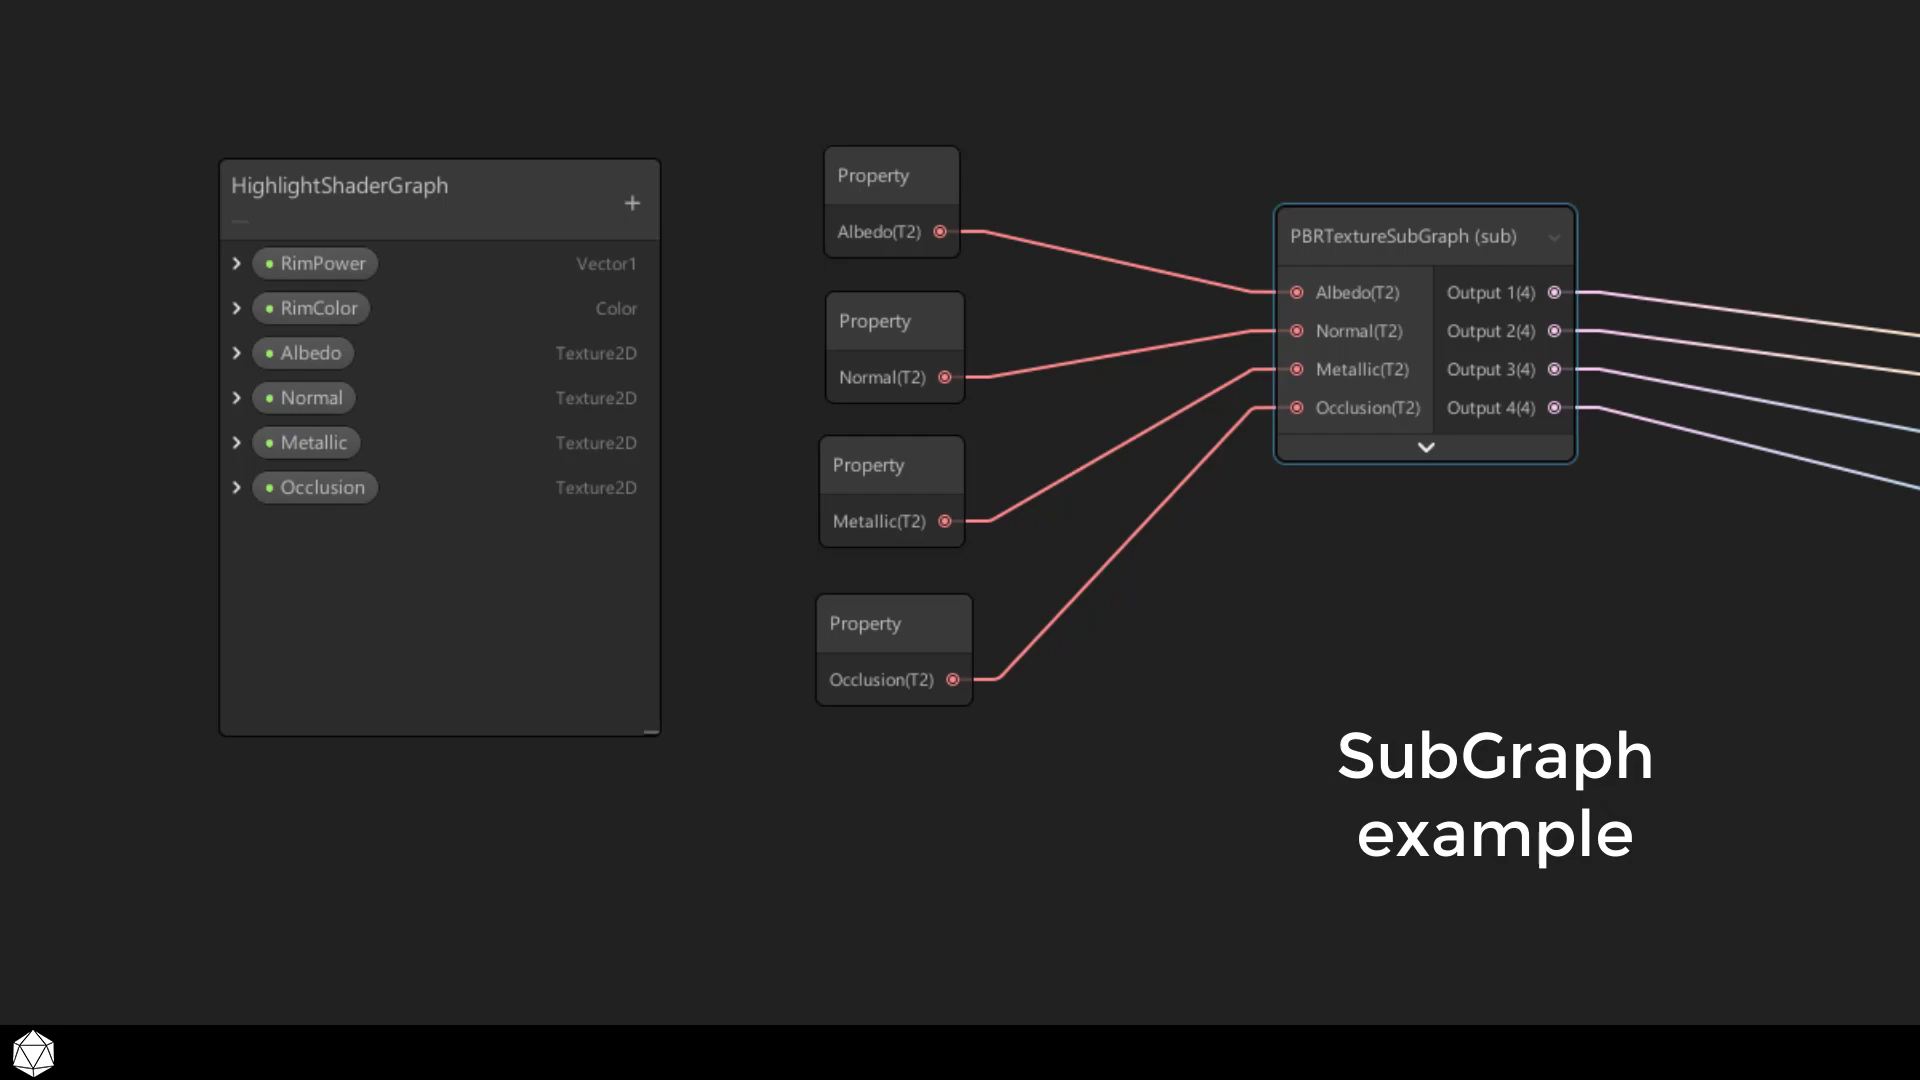 HighlightShaderGraph
+
RimPower Vector1
RimColor Color
Albedo Texture2D
Normal Texture2D
Metallic Texture2D
Occlusion Texture2D
Property
Albedo(T2)
Property
Normal(T2)
Property
Metallic(T2)
Property
Occlusion(T2)
PBRTextureSubGraph (sub)
Albedo(T2) Output 1(4)
Normal(T2) Output 2(4)
Metallic(T2) Output 3(4)
Occlusion(T2) Output 4(4)
SubGraph
example